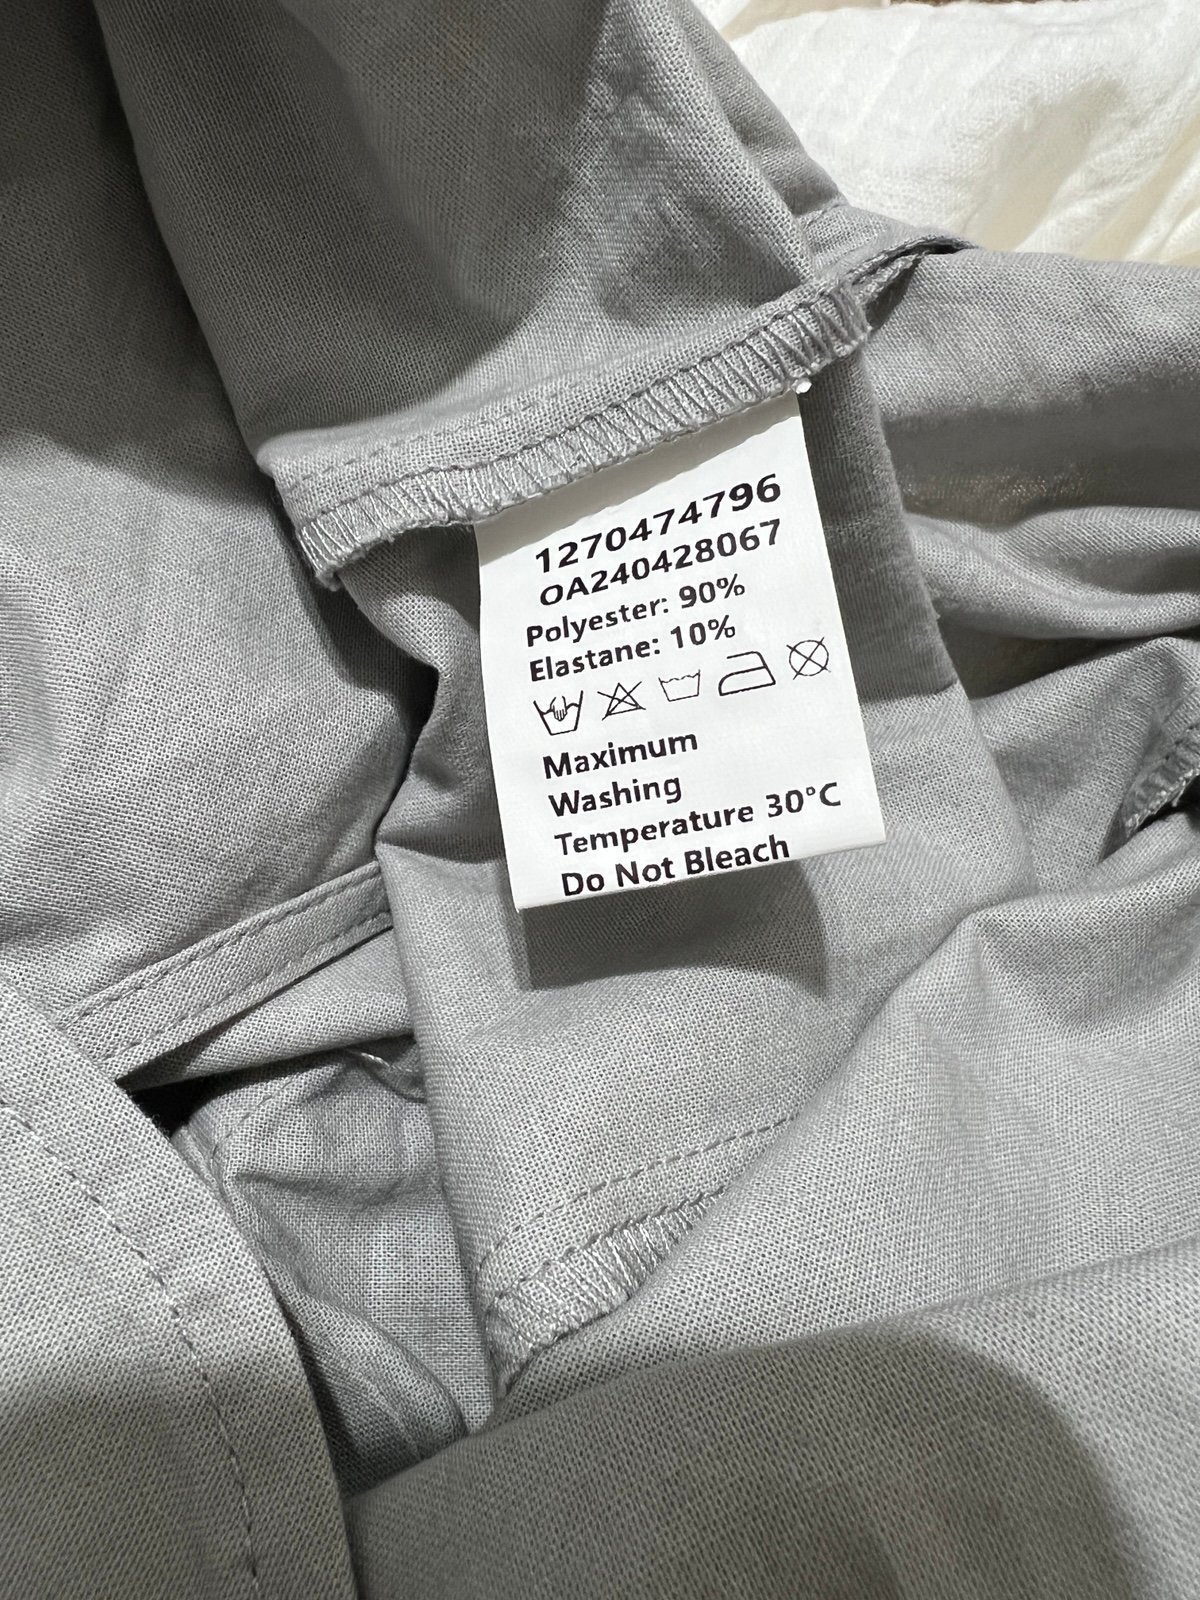 1270474796
OA240428067
Polyester: 90%
Elastane: 10%
Maximum
Washing
Temperature 30°C
Do Not Bleach